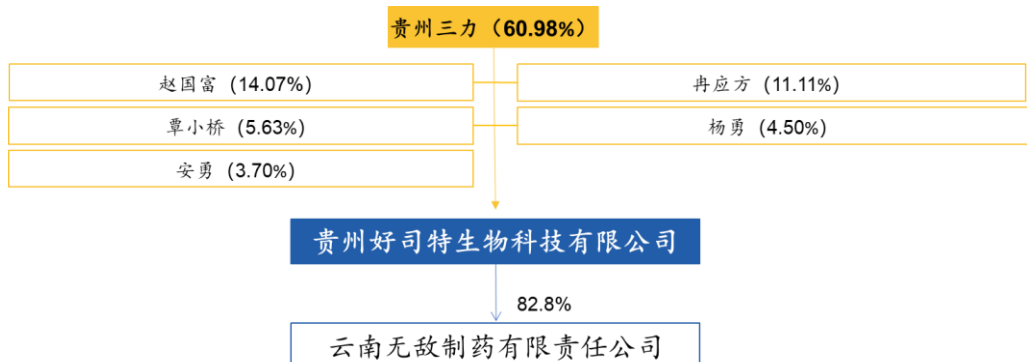 贵州三力（60.98%）
赵国富 (14.07%)
冉应方 (11.11%)
覃小桥 (5.63%)
杨勇 (4.50%)
安勇 (3.70%)
贵州好司特生物科技有限公司
82.8%
云南无敌制药有限责任公司